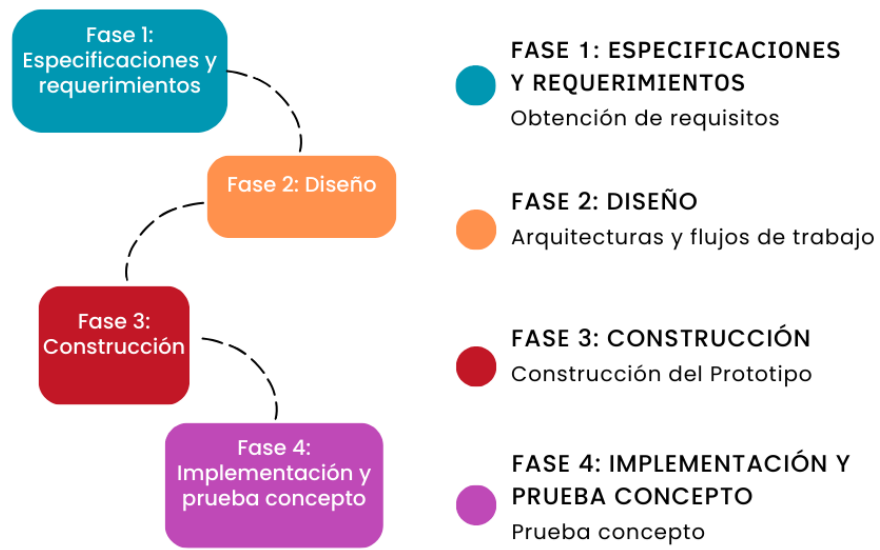 Fase 1:
Especificaciones y
requerimientos
Fase 2: Diseño
Fase 3:
Construcción
Fase 4:
Implementación y
prueba concepto
FASE 1: ESPECIFICACIONES
Y REQUERIMIENTOS
Obtención de requisitos
FASE 2: DISEÑO
Arquitecturas y flujos de trabajo
FASE 3: CONSTRUCCIÓN
Construcción del Prototipo
FASE 4: IMPLEMENTACIÓN Y
PRUEBA CONCEPTO
Prueba concepto